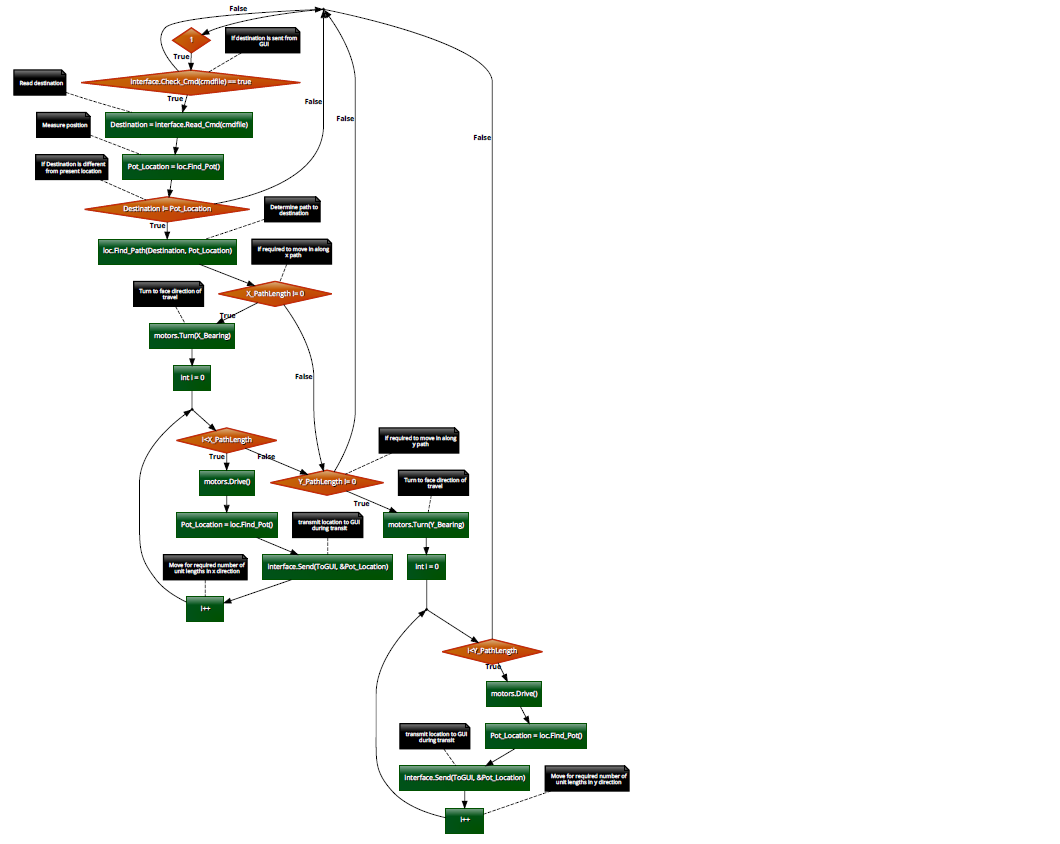 False
1
If destination is sent from
GUI
True
interface.Check_Cmd(cmdfile) == true
Read destination
True
False
Destination = interface.Read_Cmd(cmdfile)
False
Measure position
False
Pot_Location = loc.Find_Pot()
If Destination is different
from present location
Destination != Pot_Location
Determine path to
destination
True
loc.Find_Path(Destination, Pot_Location)
If required to move in along
x path
Turn to face direction of
travel
X_PathLength != 0
True
motors.Turn(X_Bearing)
int i = 0
False
i<X_PathLength
If required to move in along
y path
True
False
motors.Drive()
Y_PathLength != 0
Turn to face direction of
travel
True
Pot_Location = loc.Find_Pot()
transmit location to GUI
during transit
motors.Turn(Y_Bearing)
Move for required number of
unit lengths in x direction
interface.Send(ToGUI, &Pot_Location)
int i = 0
i++
i<Y_PathLength
True
motors.Drive()
transmit location to GUI
during transit
Pot_Location = loc.Find_Pot()
interface.Send(ToGUI, &Pot_Location)
Move for required number of
unit lengths in y direction
i++